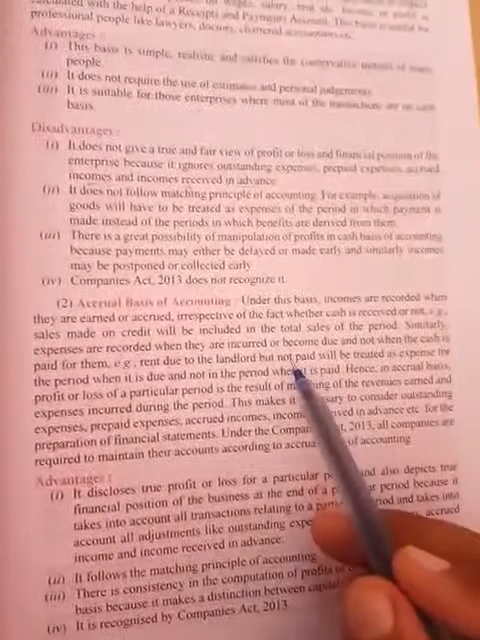 calculated with the help of a Receipts and Payments Account. This basis is useful for
professional people like lawyers, doctors, chartered accountants etc.
Advantages :
(i) This basis is simple, realistic and satisfies the conservative instinct of many
people.
(ii) It does not require the use of estimates and personal judgements.
(iii) It is suitable for those enterprises where most of the transactions are on cash
basis.
Disadvantages :
(i) It does not give a true and fair view of profit or loss and financial position of the
enterprise because it ignores outstanding expenses, prepaid expenses, accrued
incomes and incomes received in advance.
(ii) It does not follow matching principle of accounting. For example, acquisition of
goods will have to be treated as expenses of the period in which payment is
made instead of the periods in which benefits are derived from them.
(iii) There is a great possibility of manipulation of profits in cash basis of accounting
because payments may either be delayed or made early and similarly incomes
may be postponed or collected early.
(iv) Companies Act, 2013 does not recognize it.
(2) Accrual Basis of Accounting : Under this basis, incomes are recorded when
they are earned or accrued, irrespective of the fact whether cash is received or not, e.g.,
sales made on credit will be included in the total sales of the period. Similarly,
expenses are recorded when they are incurred or become due and not when the cash is
paid for them, e.g., rent due to the landlord but not paid will be treated as expense for
the period when it is due and not in the period when is paid. Hence, in accrual basis,
profit or loss of a particular period is the result of of the revenues earned and
expenses incurred during the period. This makes it to consider outstanding
expenses, prepaid expenses, accrued incomes, in advance etc. for the
preparation of financial statements. Under the 2013, all companies are
required to maintain their accounts according to of accounting.
Advantages :
(i) It discloses true profit or loss for a particular and also depicts true
financial position of the business at the end of a period because it
takes into account all transactions relating to a and takes into
account all adjustments like outstanding accrued
income and income received in advance.
(ii) It follows the matching principle of accounting.
(iii) There is consistency in the computation of profits
basis because it makes a distinction between
(iv) It is recognised by Companies Act, 2013.